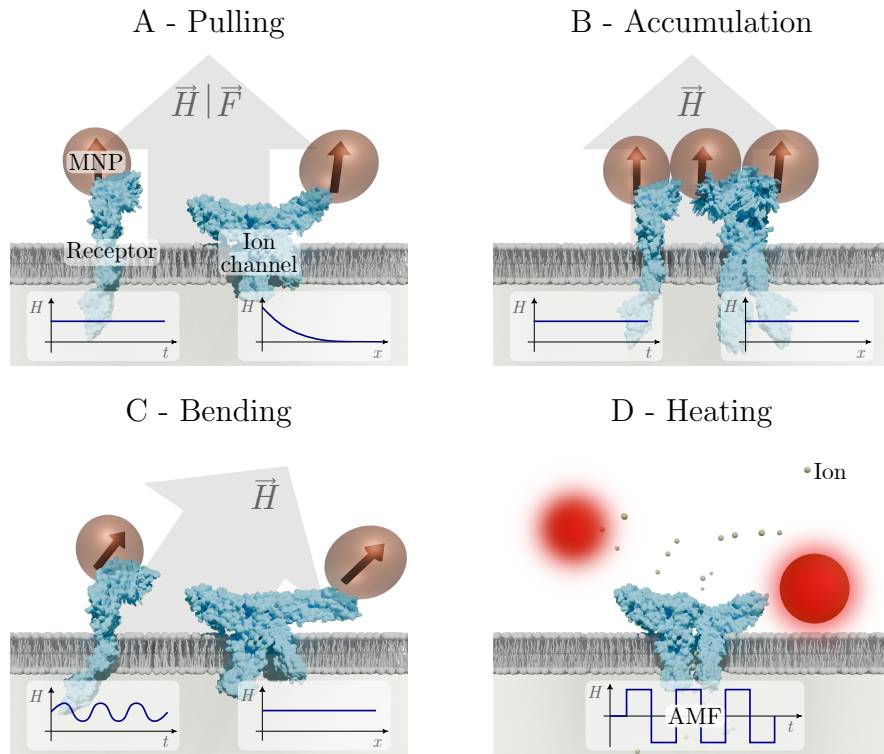 A - Pulling
H⃗ | F⃗
MNP
Receptor
Ion
channel
H
t
H
x
B - Accumulation
H⃗
H
t
H
x
C - Bending
H⃗
H
t
H
x
D - Heating
Ion
H
AMF
t